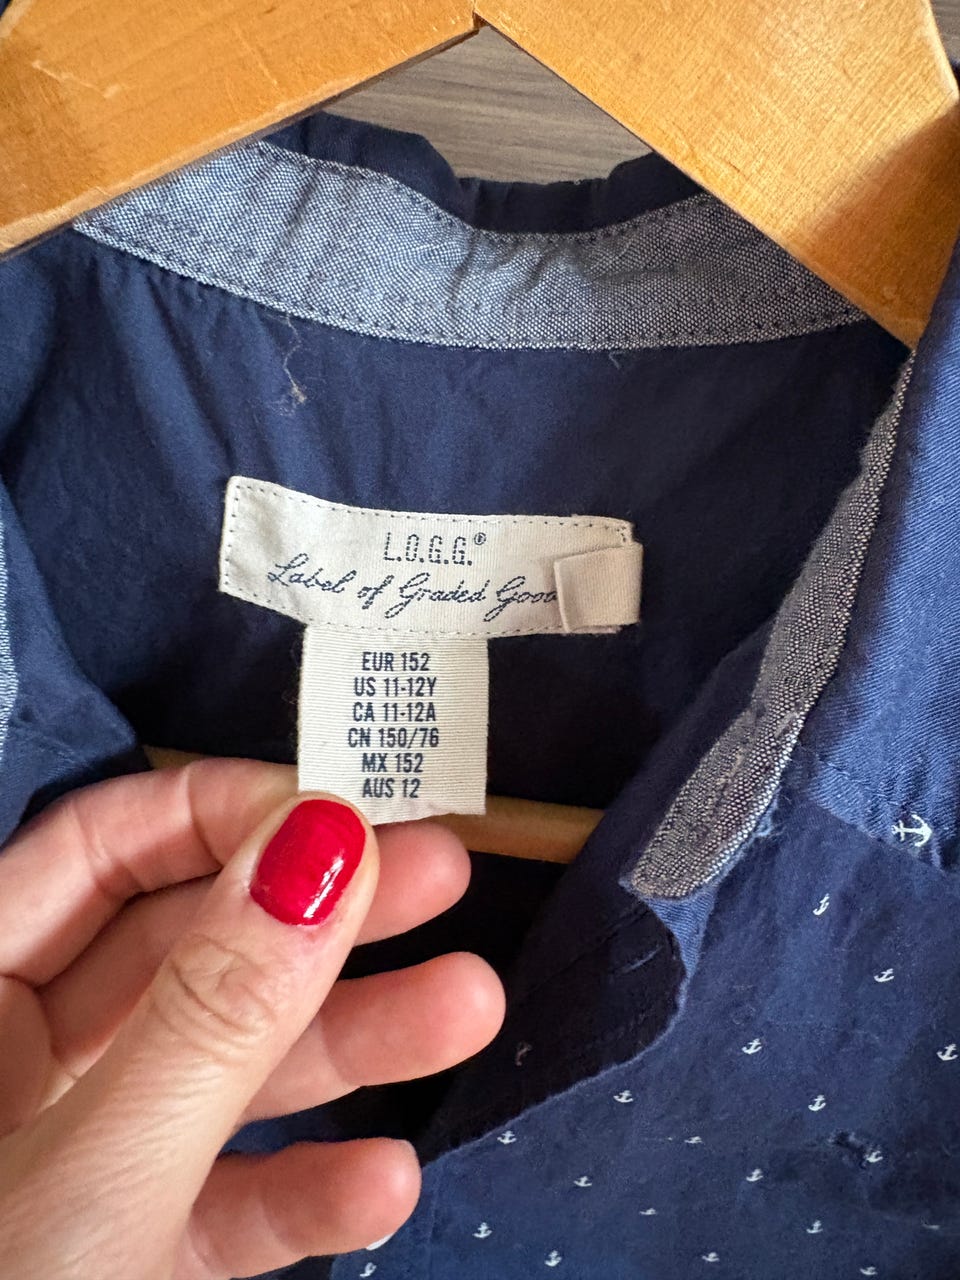 L.O.G.G.®
Label of Graded
EUR 152
US 11-12Y
CA 11-12A
CN 150/76
MX 152
AUS 12